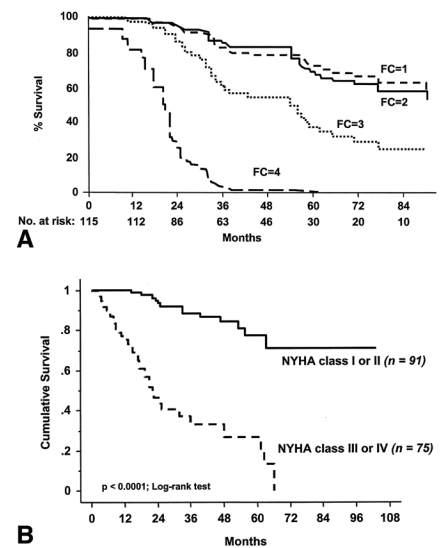 100
80
60
40
20
0
% Survival
FC=1
FC=2
FC=3
FC=4
0 12 24 36 48 60 72 84
No. at risk: 115 112 86 63 46 30 20 10
Months
A
1
.8
.6
.4
.2
0
Cumulative Survival
NYHA class I or II (n = 91)
NYHA class III or IV (n = 75)
p < 0.0001; Log-rank test
0 12 24 36 48 60 72 84 96 108
Months
B